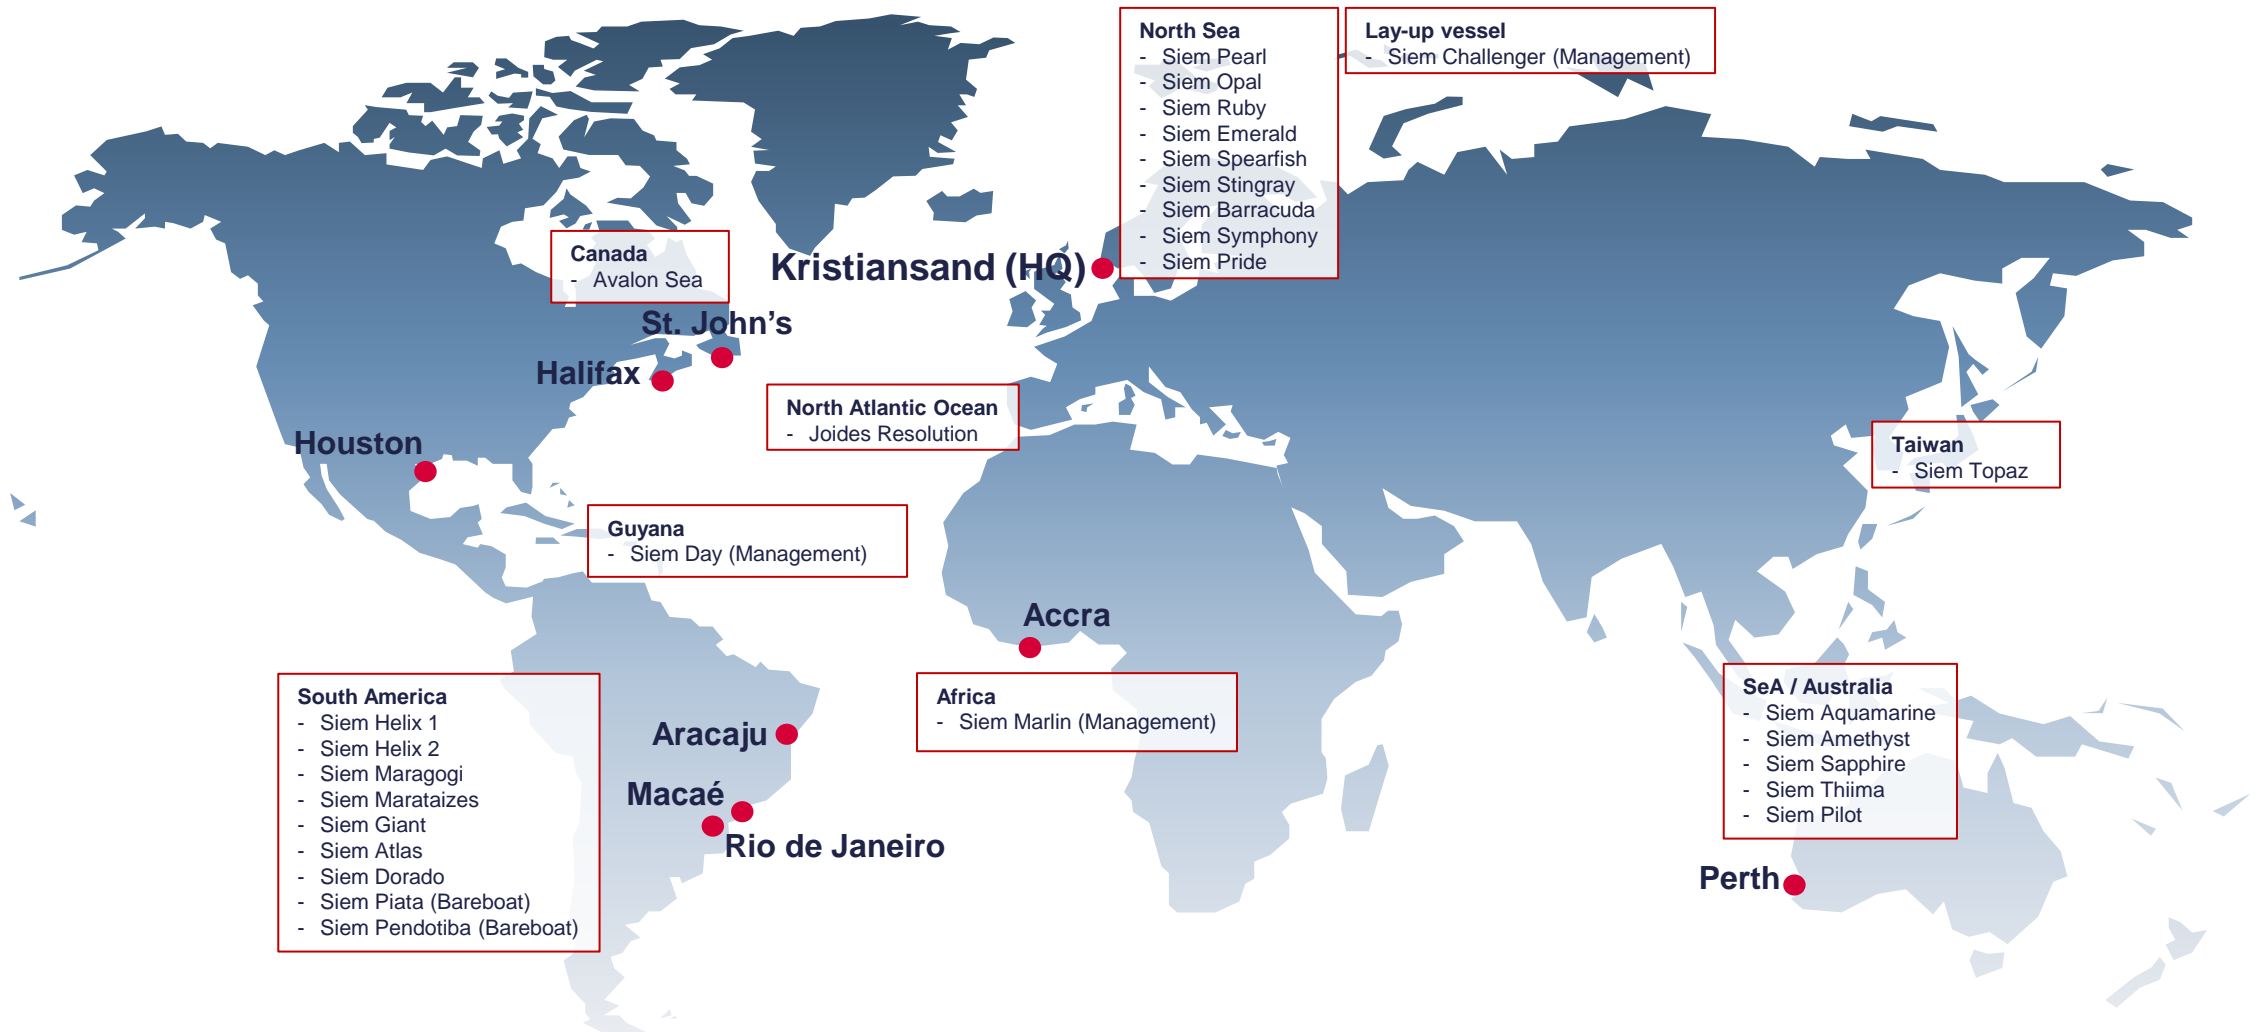 North Sea
- Siem Pearl
- Siem Opal
- Siem Ruby
- Siem Emerald
- Siem Spearfish
- Siem Stingray
- Siem Barracuda
- Siem Symphony
- Siem Pride
Lay-up vessel
- Siem Challenger (Management)
Canada
- Avalon Sea
Kristiansand (HQ)
St. John’s
Halifax
Houston
North Atlantic Ocean
- Joides Resolution
Taiwan
- Siem Topaz
Guyana
- Siem Day (Management)
Accra
South America
- Siem Helix 1
- Siem Helix 2
- Siem Maragogi
- Siem Marataizes
- Siem Giant
- Siem Atlas
- Siem Dorado
- Siem Piata (Bareboat)
- Siem Pendotiba (Bareboat)
Aracaju
Macaé
Rio de Janeiro
Africa
- Siem Marlin (Management)
SeA / Australia
- Siem Aquamarine
- Siem Amethyst
- Siem Sapphire
- Siem Thiima
- Siem Pilot
Perth